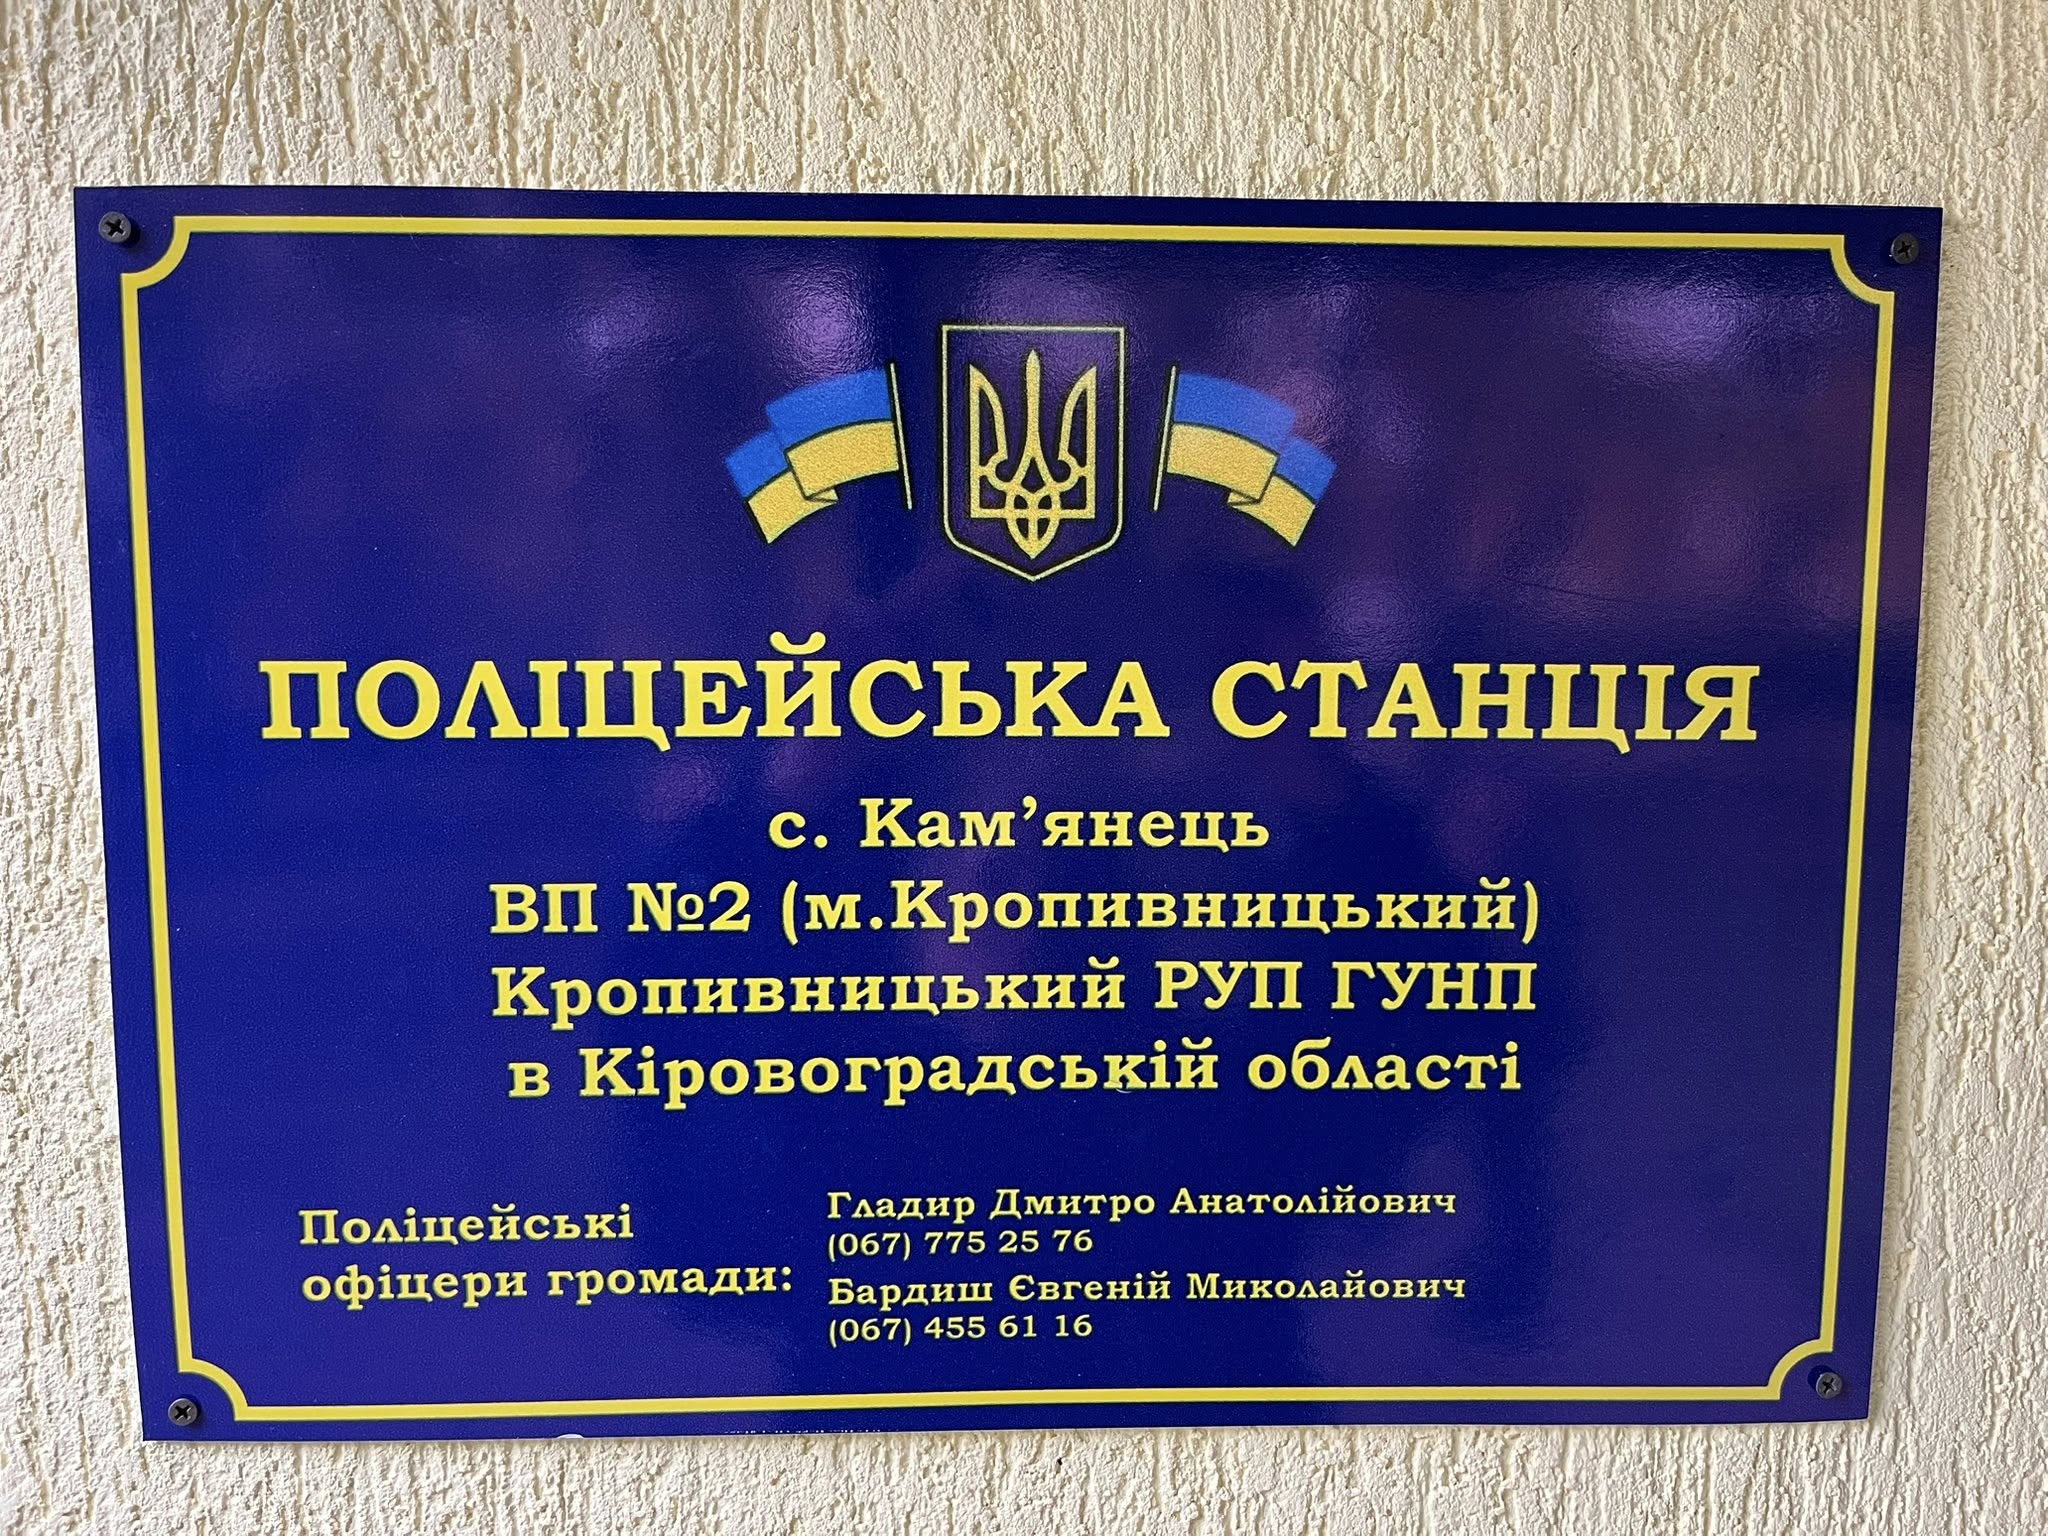 ПОЛІЦЕЙСЬКА СТАНЦІЯ
с. Кам’янець
ВП №2 (м.Кропивницький)
Кропивницький РУП ГУНП
в Кіровоградській області
Поліцейські
офіцери громади:
Гладир Дмитро Анатолійович
(067) 775 25 76
Бардиш Євгеній Миколайович
(067) 455 61 16